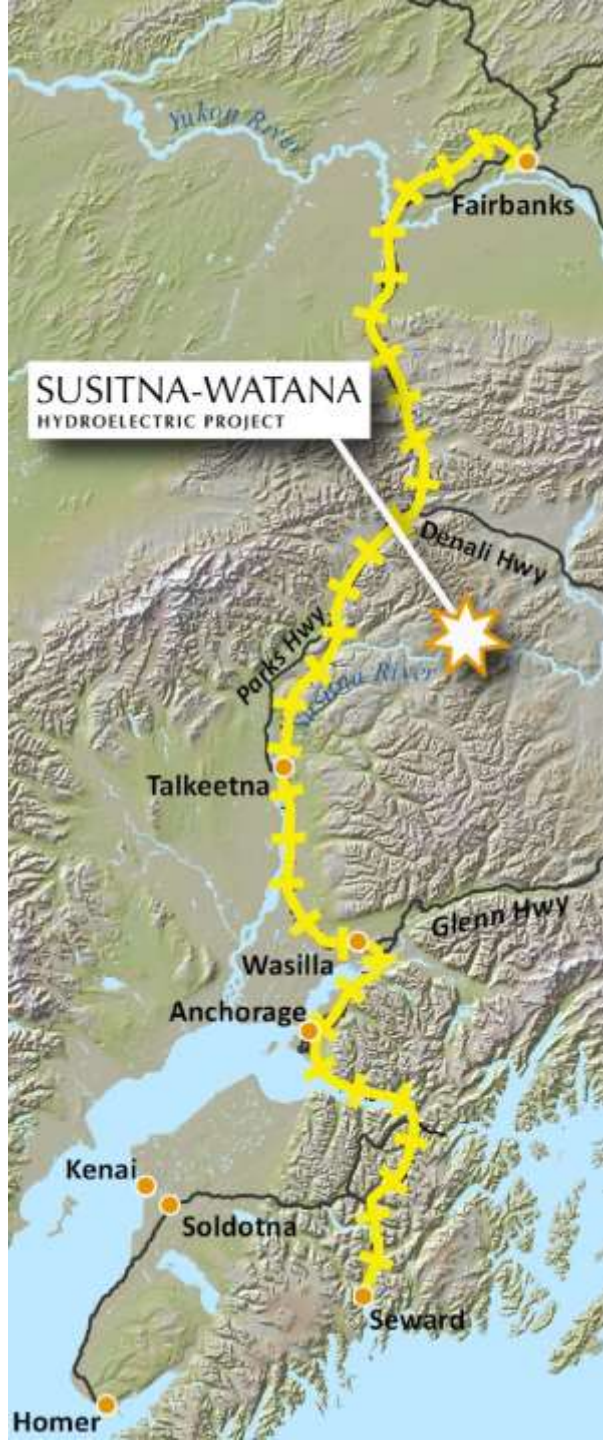 Yukon River
Fairbanks
SUSITNA-WATANA
HYDROELECTRIC PROJECT
Denali Hwy
Parks Hwy
Susitna River
Talkeetna
Glenn Hwy
Wasilla
Anchorage
Kenai
Soldotna
Seward
Homer